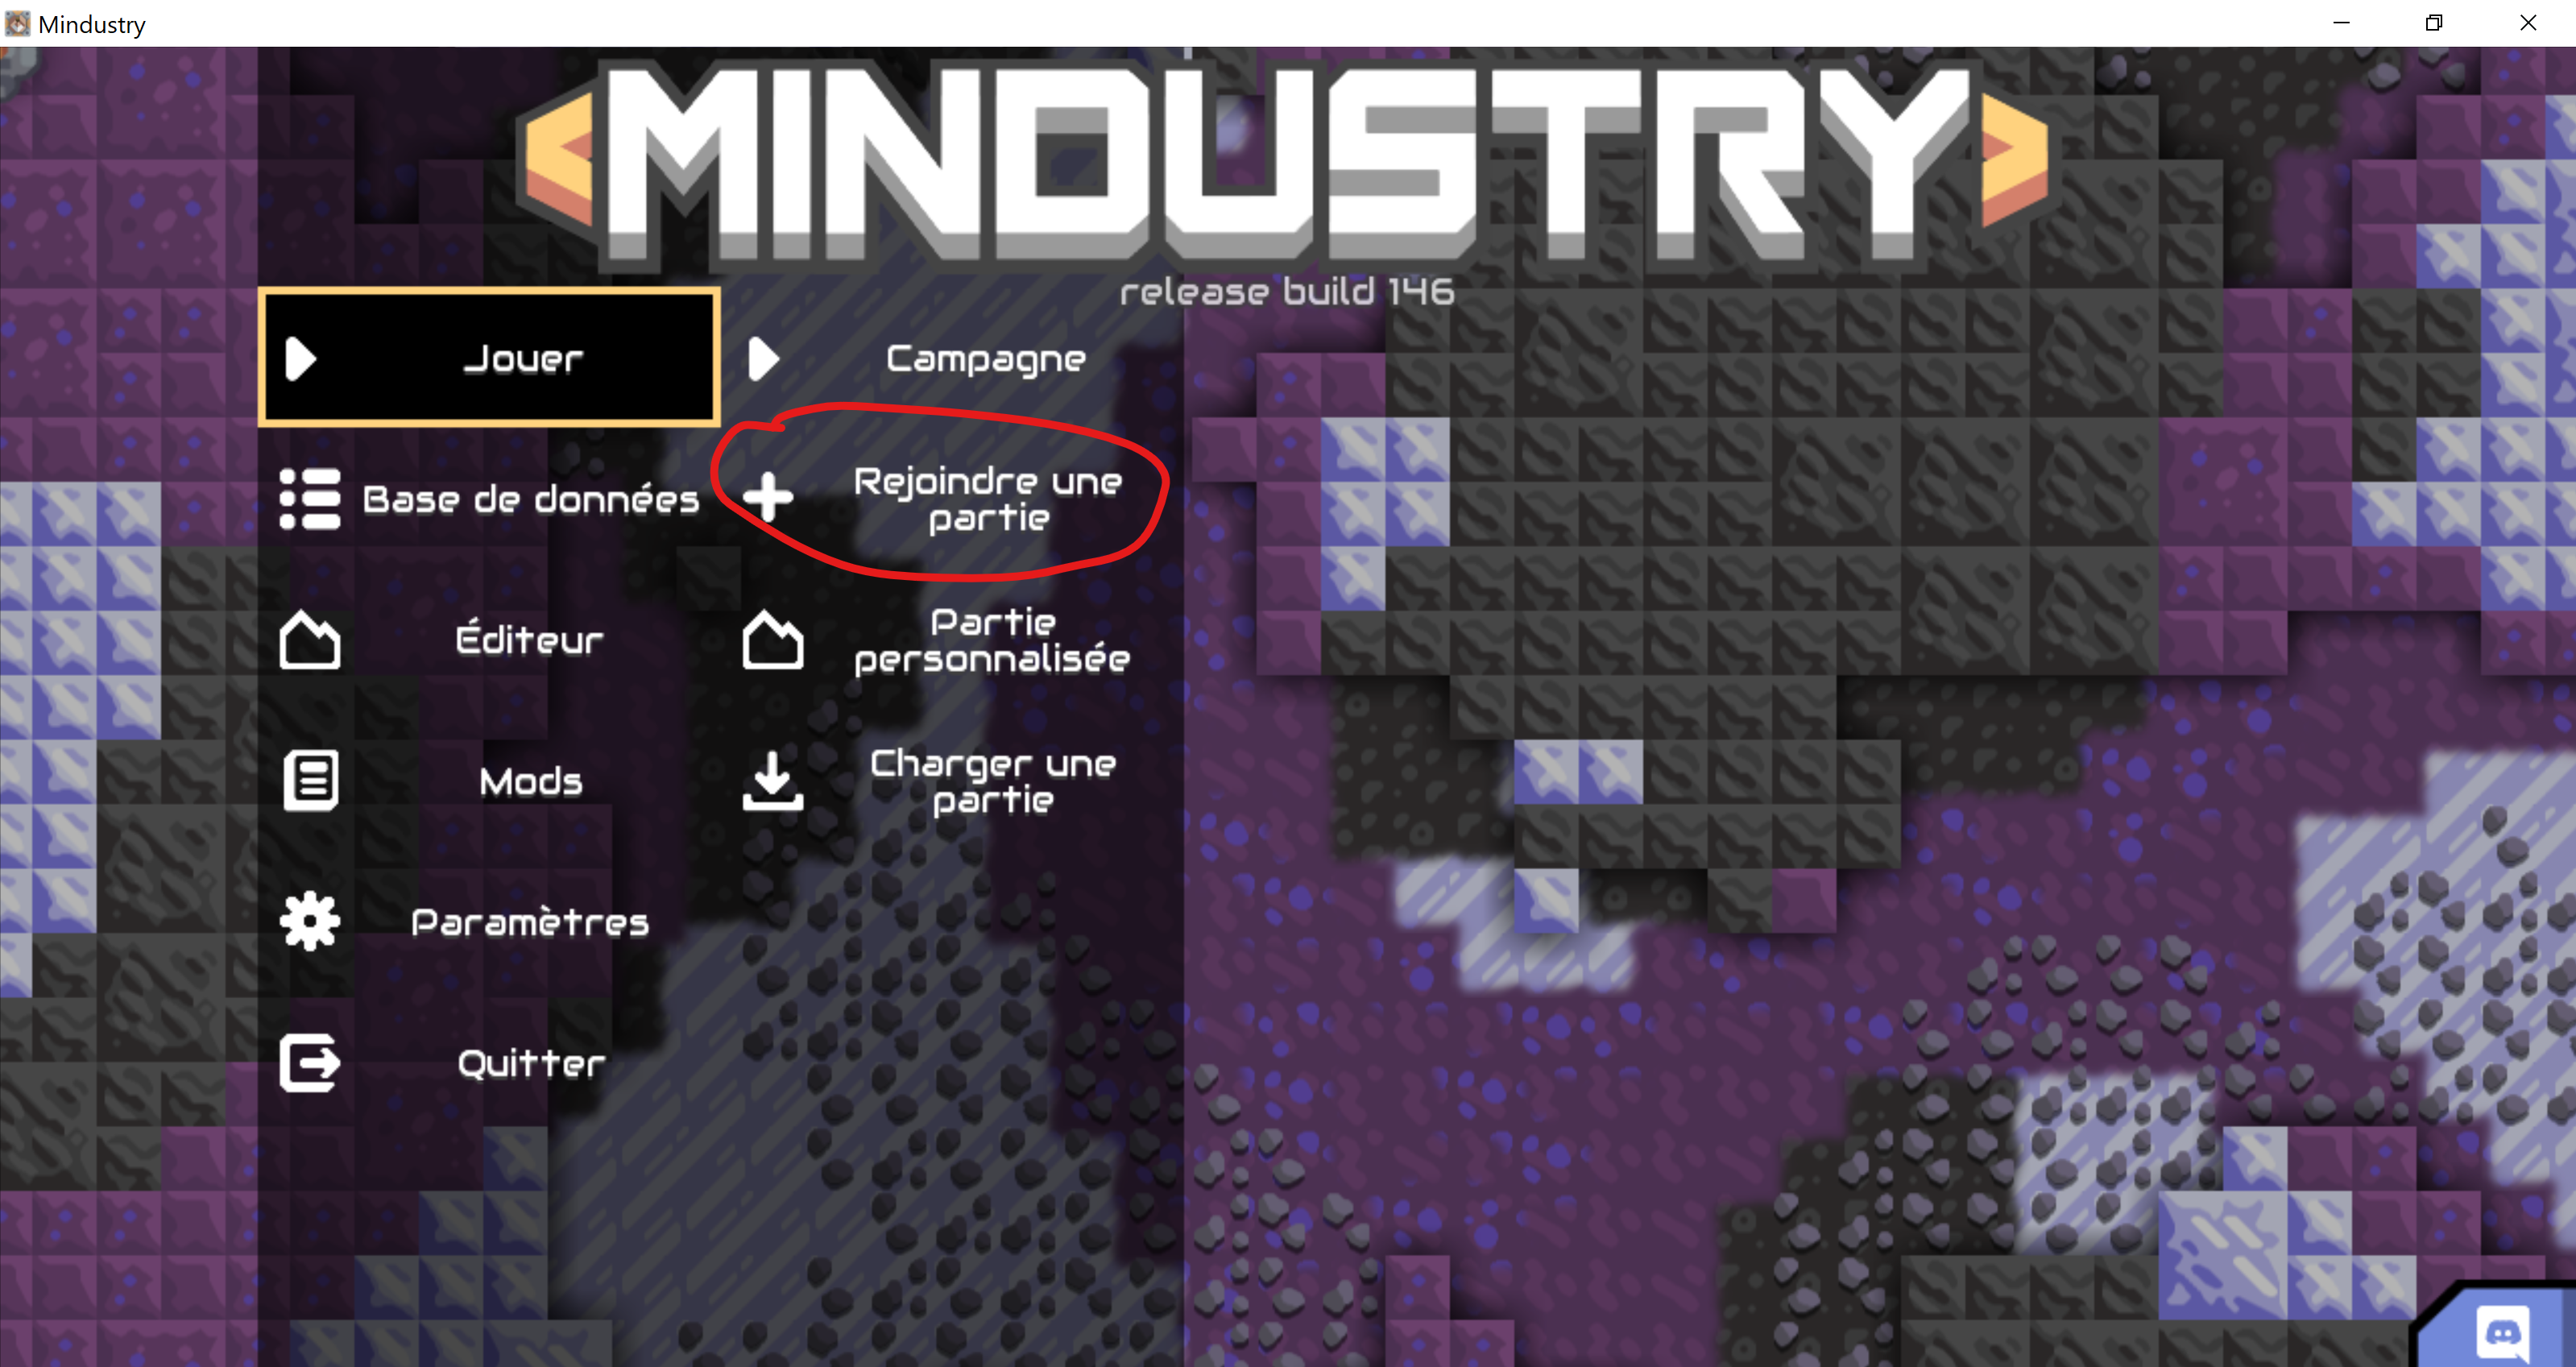 Mindustry
MINDUSTRY
release build 146
Jouer
Base de données
Éditeur
Mods
Paramètres
Quitter
Campagne
Rejoindre une
partie
Partie
personnalisée
Charger une
partie